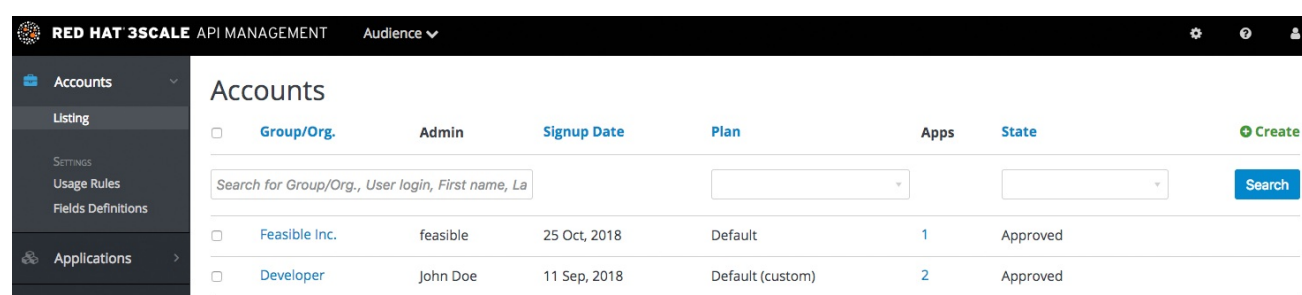 RED HAT® 3SCALE API MANAGEMENT Audience
Accounts
Listing
SETTINGS
Usage Rules
Fields Definitions
Applications
Accounts
Group/Org. Admin Signup Date Plan Apps State Create
Search for Group/Org., User login, First name, La Search
Feasible Inc. feasible 25 Oct, 2018 Default 1 Approved
Developer John Doe 11 Sep, 2018 Default (custom) 2 Approved